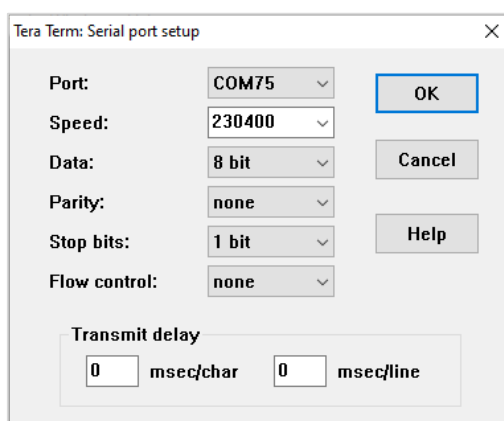 Tera Term: Serial port setup
Port: COM75 OK
Speed: 230400
Data: 8 bit Cancel
Parity: none
Stop bits: 1 bit Help
Flow control: none
Transmit delay
0 msec/char 0 msec/line